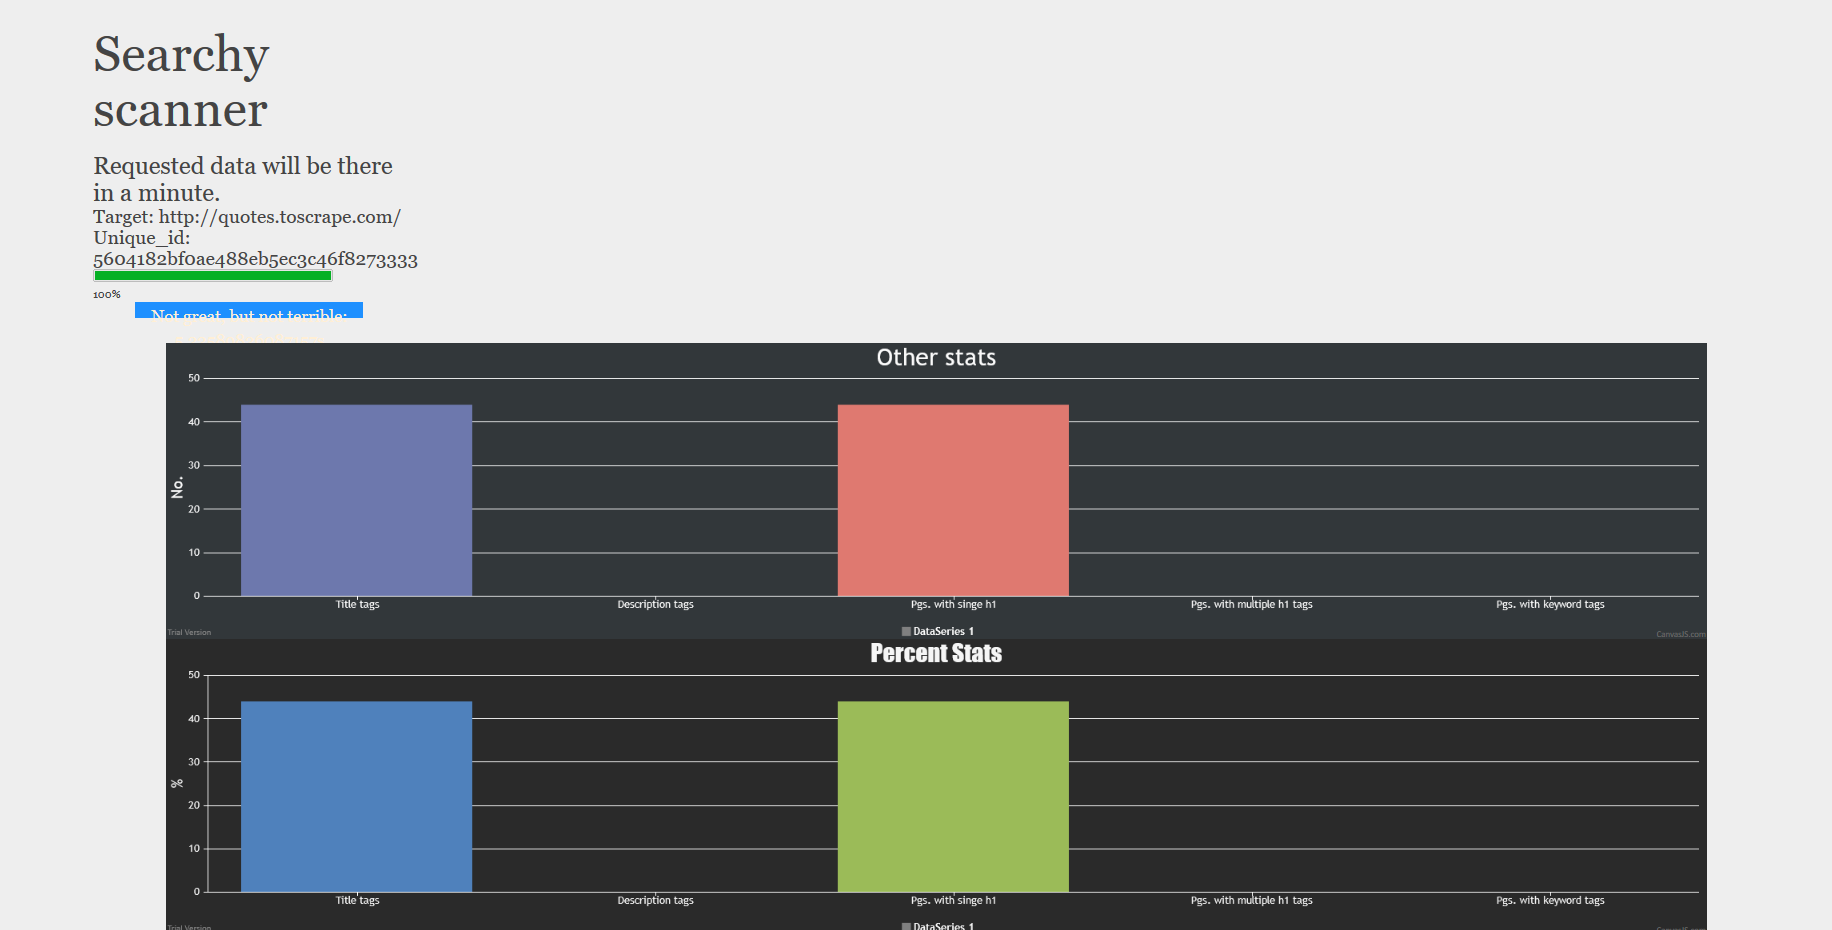 Searchy
scanner
Requested data will be there
in a minute.
Target: http://quotes.toscrape.com/
Unique_id:
5604182bf0ae488eb5ec3c46f8273333
100%
Not great, but not terrible:
Other stats
50
40
30
20
10
0
No.
Title tags
Description tags
Pgs. with singe h1
Pgs. with multiple h1 tags
Pgs. with keyword tags
DataSeries 1
Trial Version
CanvasJS.com
Percent Stats
50
40
30
20
10
0
%
Title tags
Description tags
Pgs. with singe h1
Pgs. with multiple h1 tags
Pgs. with keyword tags
DataSeries 1
Trial Version